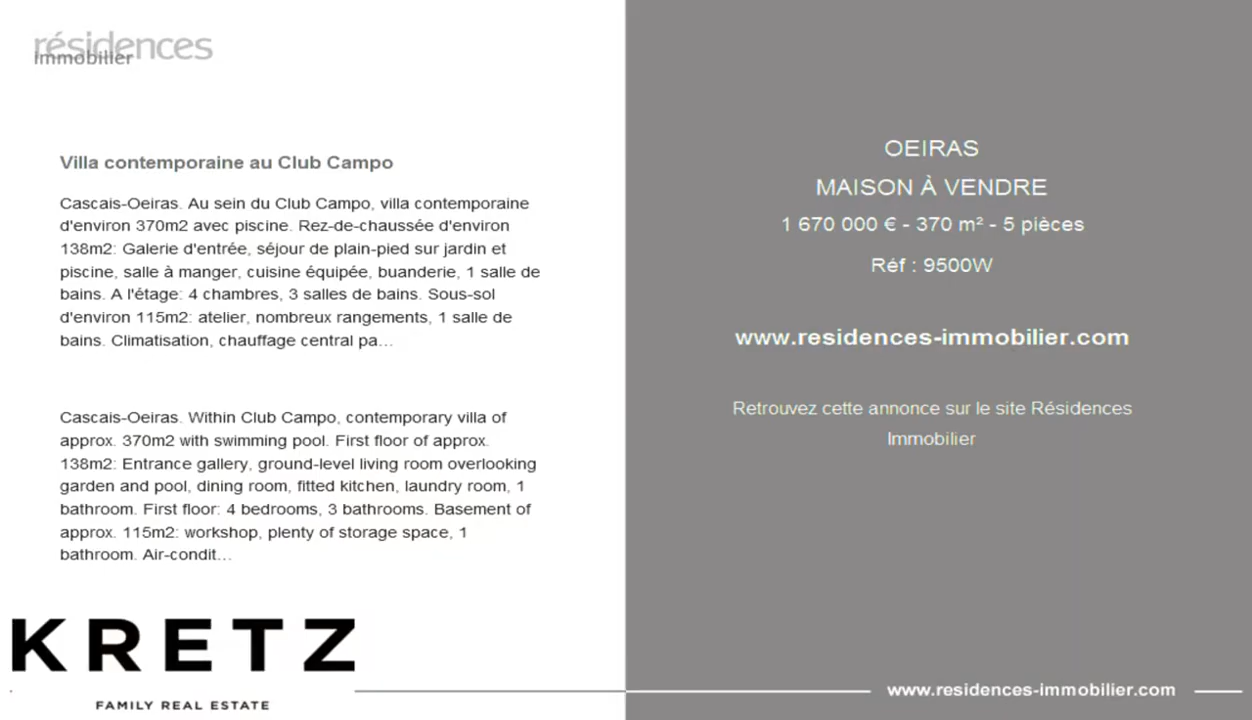 résidences
immobilier
Villa contemporaine au Club Campo
Cascais-Oeiras. Au sein du Club Campo, villa contemporaine
d'environ 370m2 avec piscine. Rez-de-chaussée d'environ
138m2: Galerie d'entrée, séjour de plain-pied sur jardin et
piscine, salle à manger, cuisine équipée, buanderie, 1 salle de
bains. A l'étage: 4 chambres, 3 salles de bains. Sous-sol
d'environ 115m2: atelier, nombreux rangements, 1 salle de
bains. Climatisation, chauffage central pa...
Cascais-Oeiras. Within Club Campo, contemporary villa of
approx. 370m2 with swimming pool. First floor of approx.
138m2: Entrance gallery, ground-level living room overlooking
garden and pool, dining room, fitted kitchen, laundry room, 1
bathroom. First floor: 4 bedrooms, 3 bathrooms. Basement of
approx. 115m2: workshop, plenty of storage space, 1
bathroom. Air-condit...
KRETZ
FAMILY REAL ESTATE
OEIRAS
MAISON À VENDRE
1 670 000 € - 370 m² - 5 pièces
Réf : 9500W
www.residences-immobilier.com
Retrouvez cette annonce sur le site Résidences
Immobilier
www.residences-immobilier.com